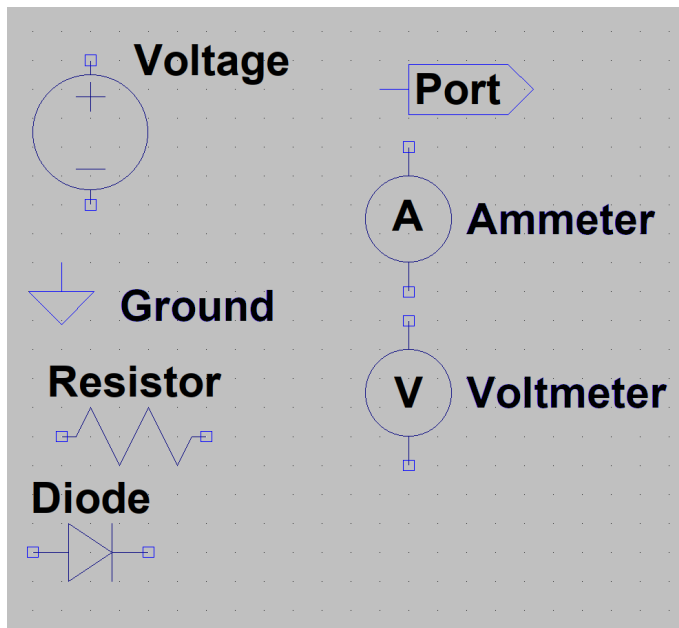 Voltage
Port
A Ammeter
Ground
Resistor
V Voltmeter
Diode